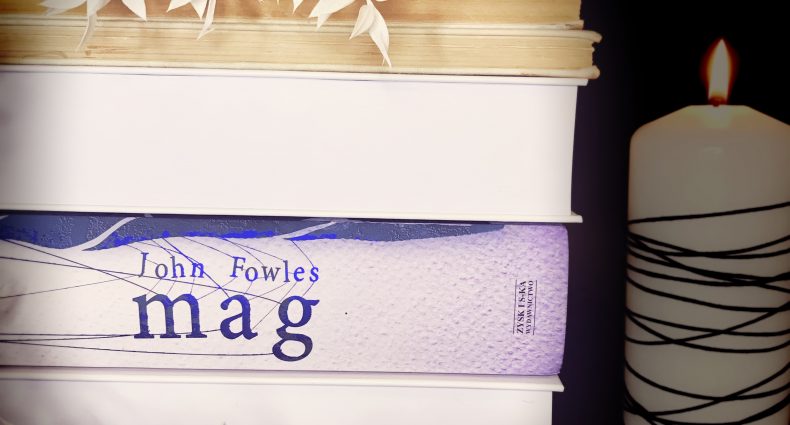 John Fowles
mag
ZYSK I S-KA
WYDAWNICTWO